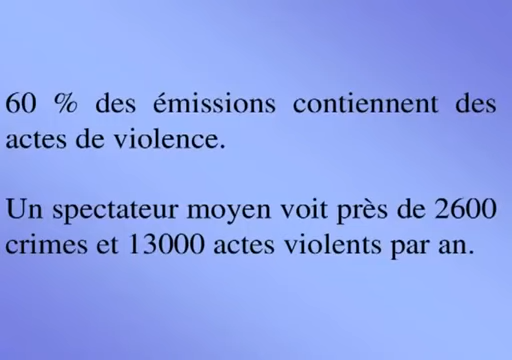 60 % des émissions contiennent des
actes de violence.
Un spectateur moyen voit près de 2600
crimes et 13000 actes violents par an.